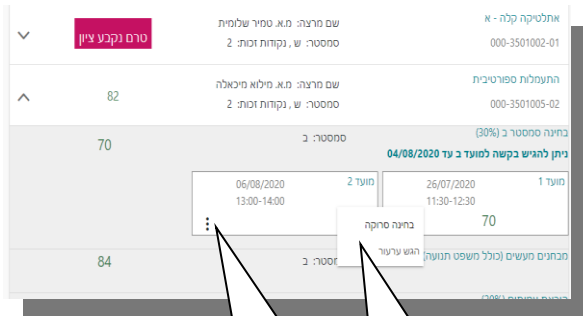 אתלטיקה קלה - א
שם מרצה: מ.א. טמיר שלומית
טרם נקבע ציון
000-3501002-01
סמסטר: ש , נקודות זכות: 2
התעמלות ספורטיבית
שם מרצה: מ.א. מילוא מיכאלה
82
000-3501005-02
סמסטר: ש , נקודות זכות: 2
בחינה סמסטר ב (30%)
סמסטר: ב
70
ניתן להגיש בקשה למועד ב עד 04/08/2020
מועד 1
26/07/2020
11:30-12:30
70
מועד 2
06/08/2020
13:00-14:00
בחינה סרוקה
הגש ערעור
מבחנים מעשים (כולל משפט תנועה)
סמסטר: ב
84